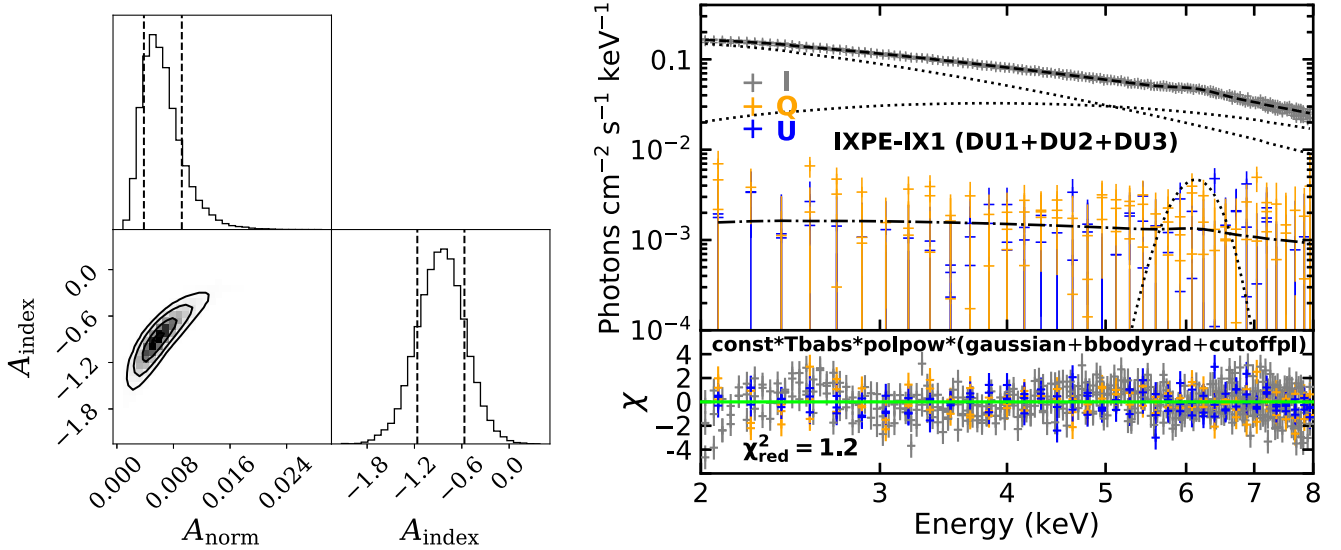 A_index
0.0
−0.6
−1.2
−1.8
0.000
0.008
0.016
0.024
A_norm
−1.8
−1.2
−0.6
0.0
A_index
Photons cm⁻² s⁻¹ keV⁻¹
0.1
10⁻²
10⁻³
10⁻⁴
I
Q
U
IXPE-IX1 (DU1+DU2+DU3)
const*Tbabs*polpow*(gaussian+bbodyrad+cutoffpl)
χ
4
2
0
−2
-4
χ²_red = 1.2
2
3
4
5
6
7
8
Energy (keV)